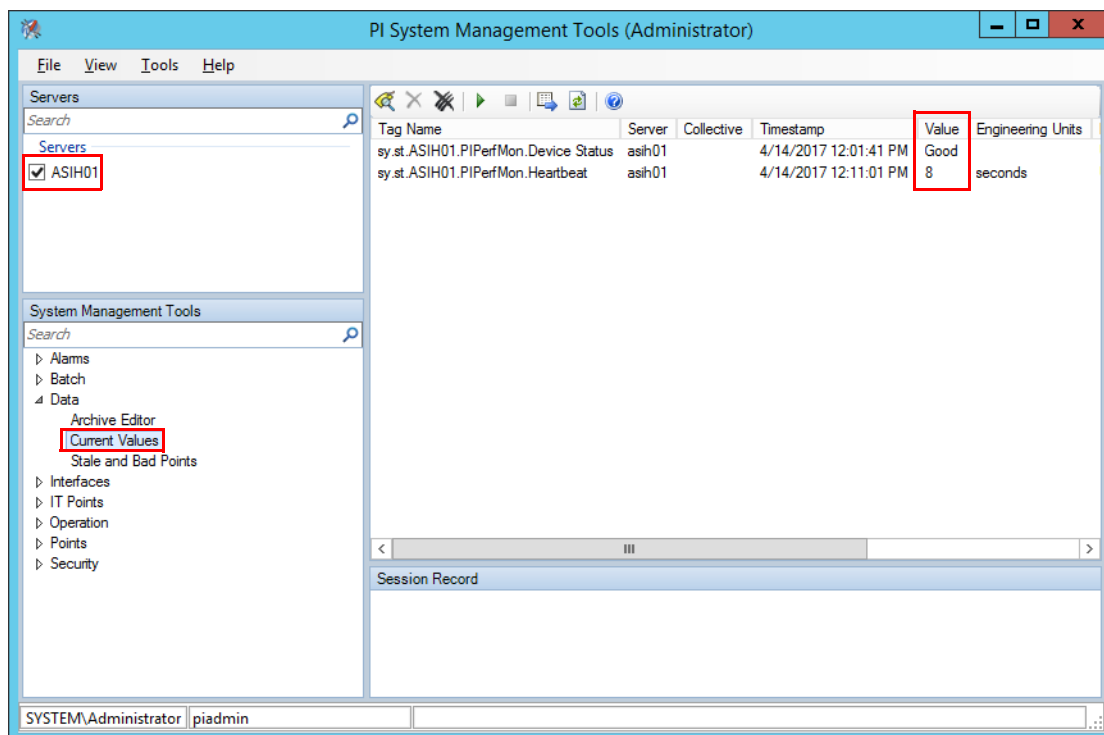 PI System Management Tools (Administrator)
File View Tools Help
Servers
Search
Servers
ASIH01
System Management Tools
Search
Alarms
Batch
Data
Archive Editor
Current Values
Stale and Bad Points
Interfaces
IT Points
Operation
Points
Security
Tag Name Server Collective Timestamp Value Engineering Units
sy.st.ASIH01.PIPerfMon.Device Status asih01 4/14/2017 12:01:41 PM Good
sy.st.ASIH01.PIPerfMon.Heartbeat asih01 4/14/2017 12:11:01 PM 8 seconds
Session Record
SYSTEM\Administrator piadmin